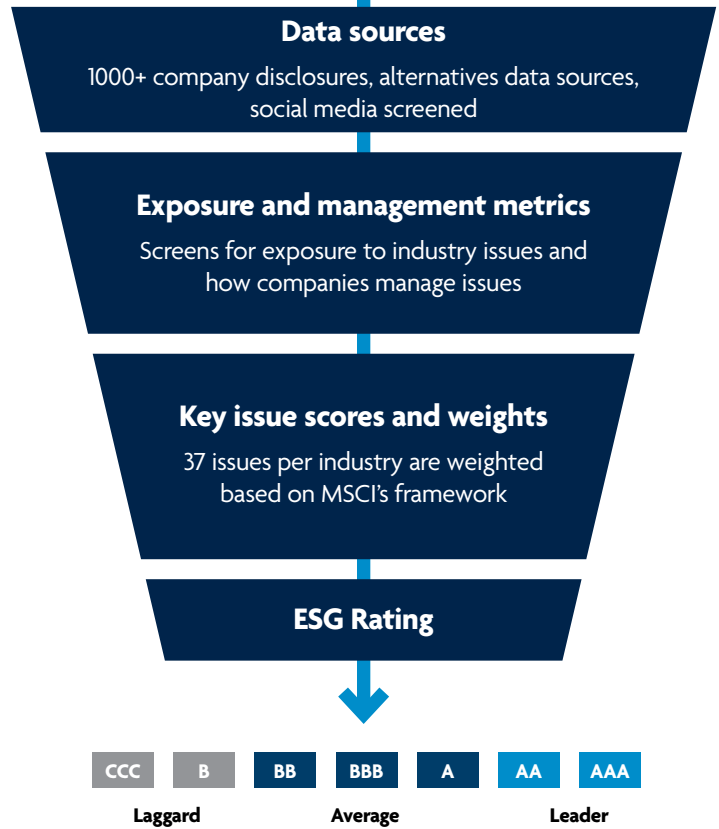 Data sources
1000+ company disclosures, alternatives data sources,
social media screened
Exposure and management metrics
Screens for exposure to industry issues and
how companies manage issues
Key issue scores and weights
37 issues per industry are weighted
based on MSCI’s framework
ESG Rating
CCC B BB BBB A AA AAA
Laggard Average Leader